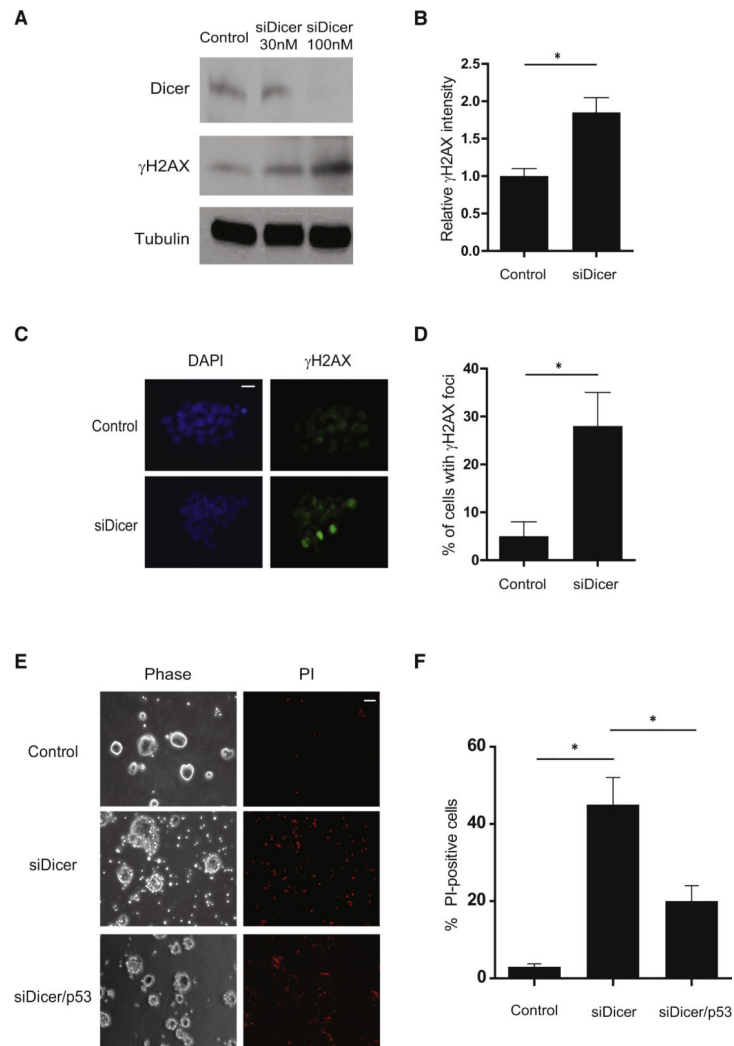 A
Control
siDicer
30nM
siDicer
100nM
Dicer
γH2AX
Tubulin
B
Relative γH2AX intensity
2.5
2.0
1.5
1.0
0.5
0.0
*
Control
siDicer
C
DAPI
γH2AX
Control
siDicer
D
% of cells wtih γH2AX foci
40
30
20
10
0
*
Control
siDicer
E
Phase
PI
Control
siDicer
siDicer/p53
F
% PI-positive cells
60
40
20
0
*
*
Control
siDicer
siDicer/p53